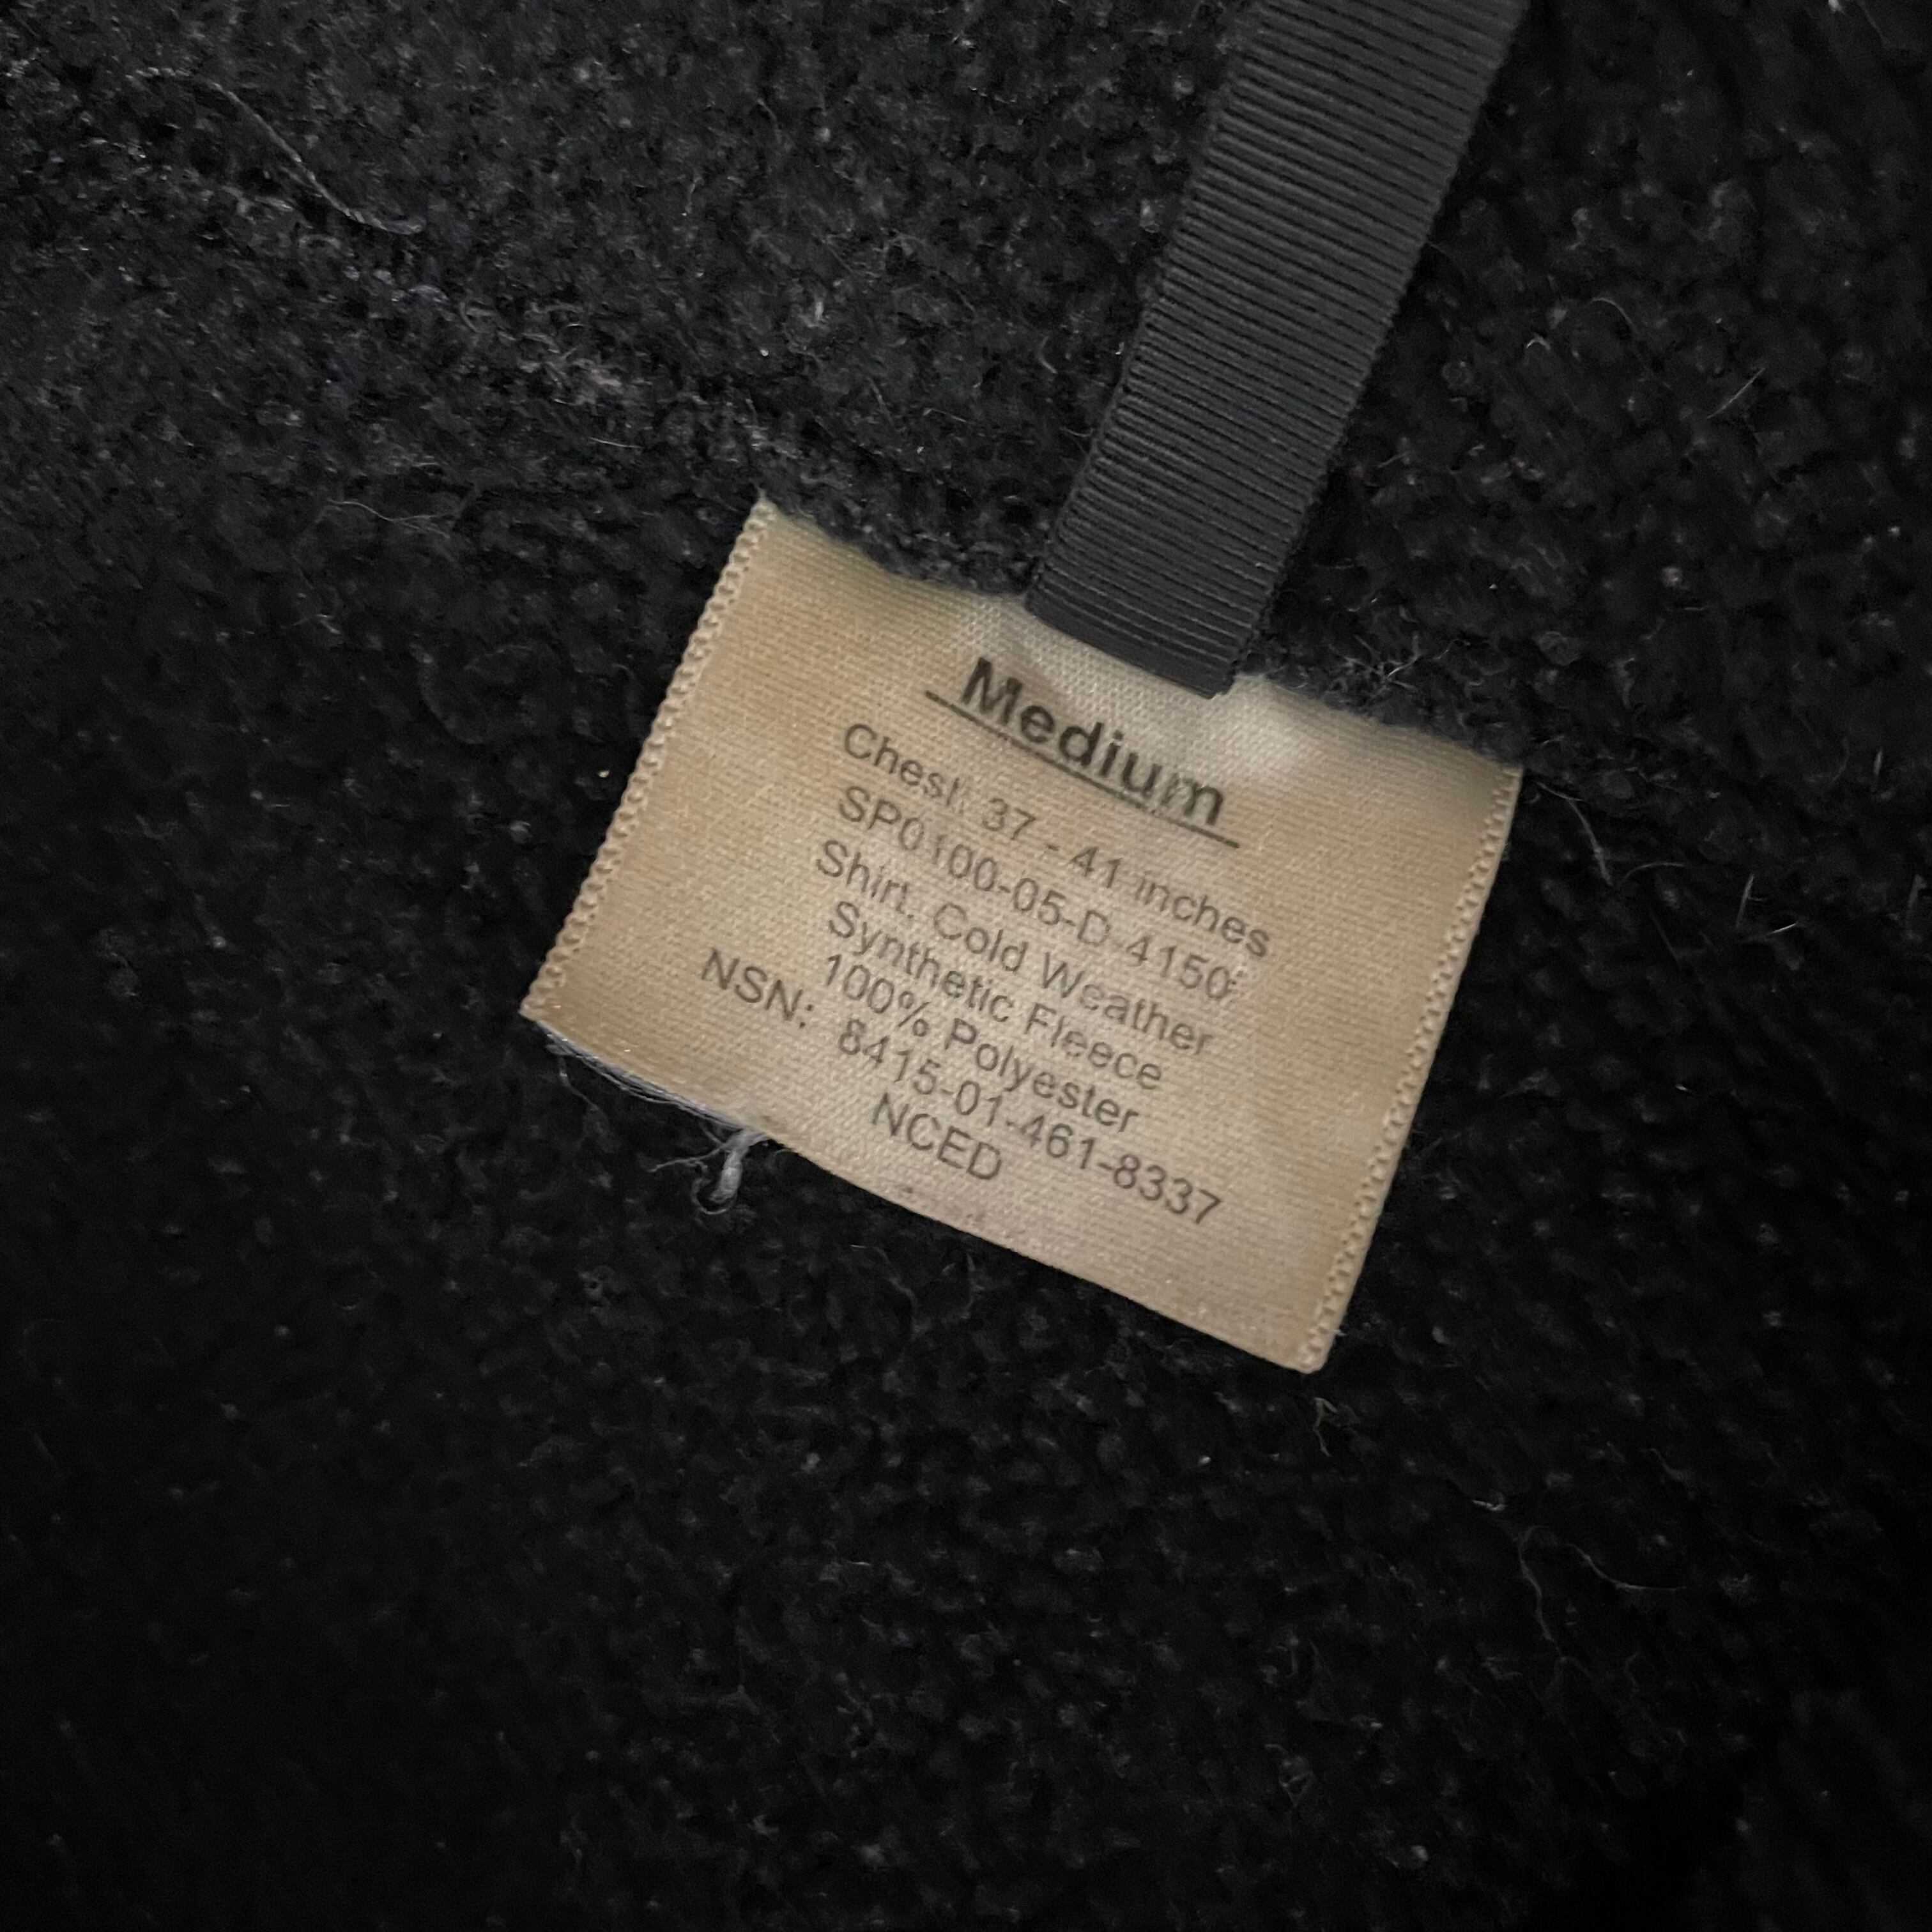 Medium
Chest: 37 - 41 inches
SP0100-05-D-4150:
Shirt, Cold Weather
Synthetic Fleece
100% Polyester
NSN: 8415-01-461-8337
NCED